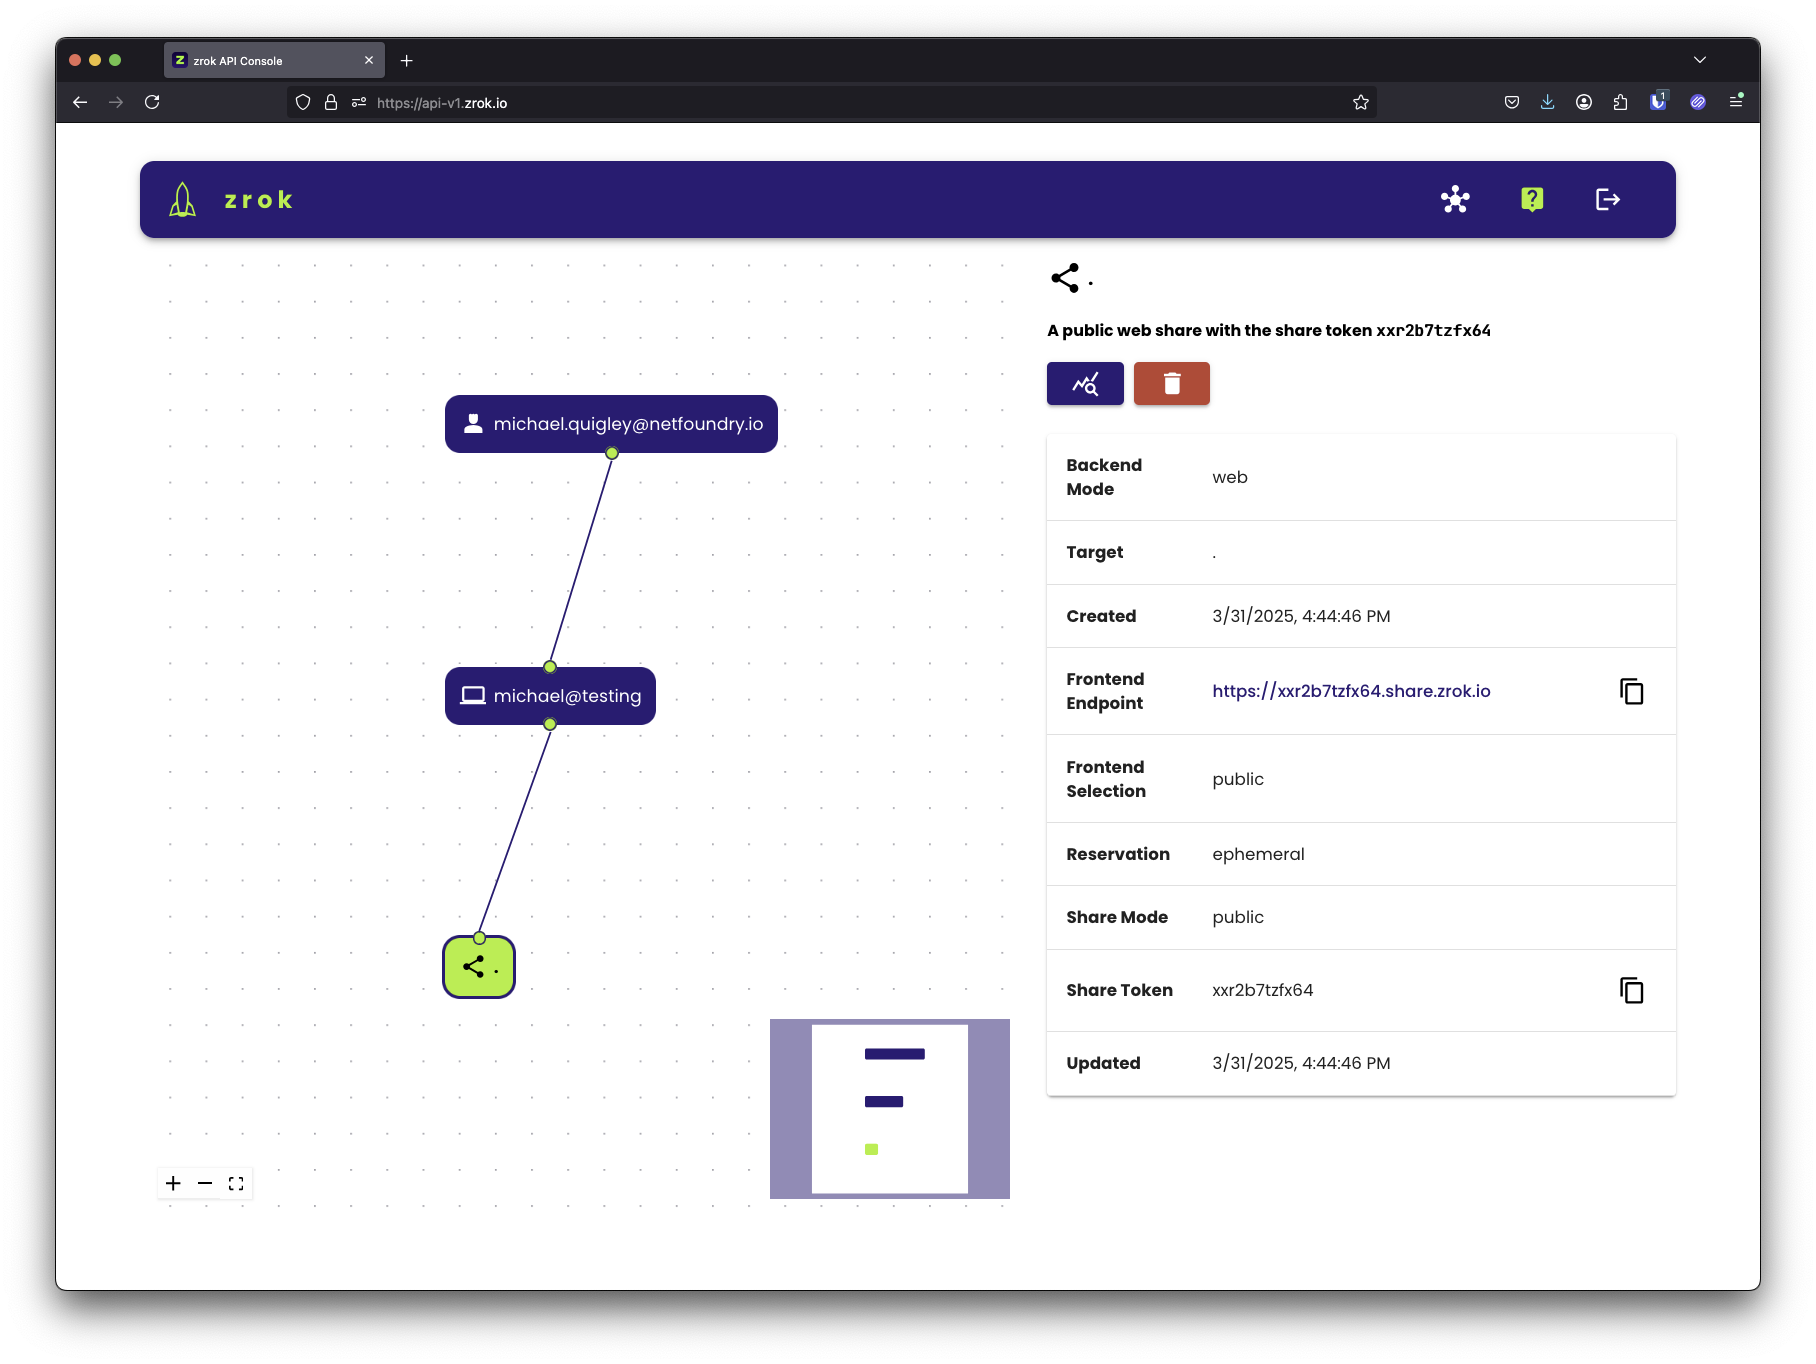 zrok API Console
https://api-v1.zrok.io
1
zrok
michael.quigley@netfoundry.io
michael@testing
.
.
A public web share with the share token xxr2b7tzfx64
Backend Mode
web
Target
.
Created
3/31/2025, 4:44:46 PM
Frontend Endpoint
https://xxr2b7tzfx64.share.zrok.io
Frontend Selection
public
Reservation
ephemeral
Share Mode
public
Share Token
xxr2b7tzfx64
Updated
3/31/2025, 4:44:46 PM